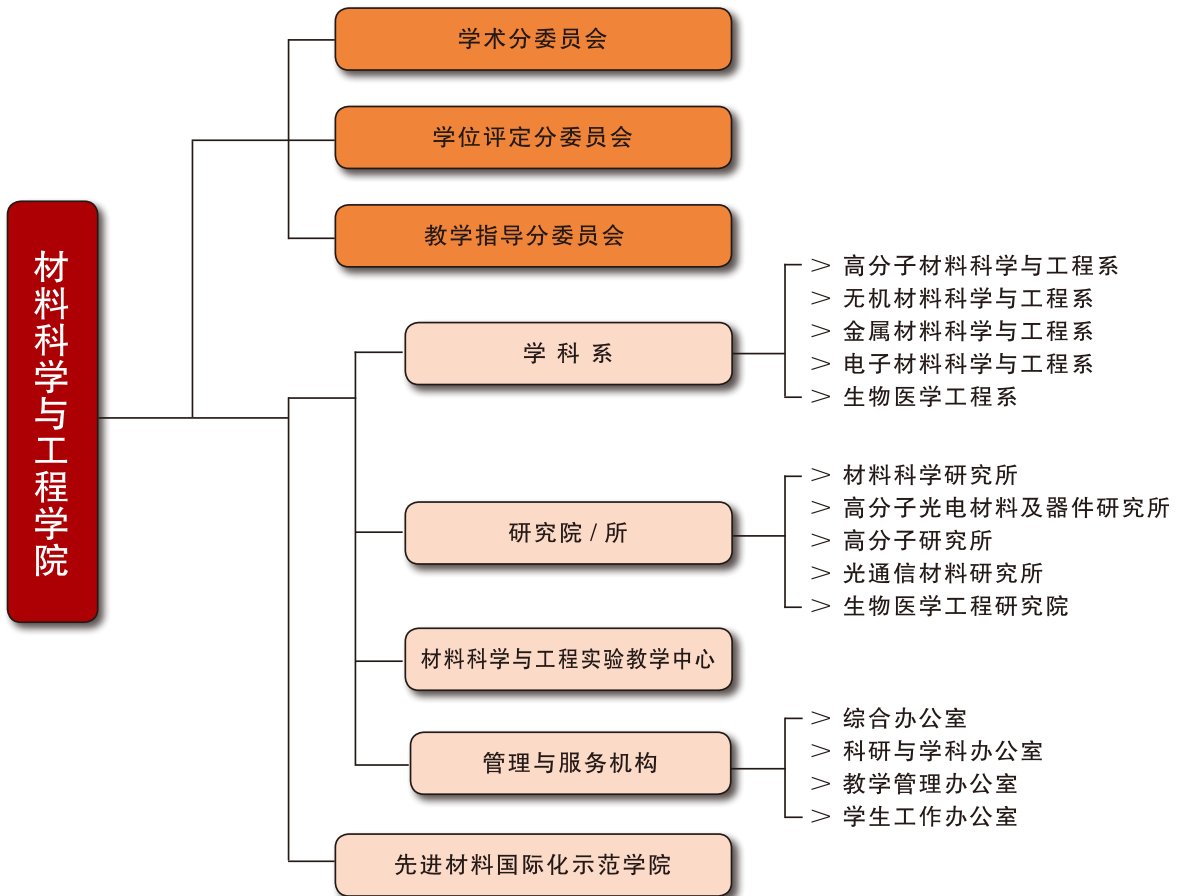 材料科学与工程学院
学术分委员会
学位评定分委员会
教学指导分委员会
学科系
> 高分子材料科学与工程系
> 无机材料科学与工程系
> 金属材料科学与工程系
> 电子材料科学与工程系
> 生物医学工程系
研究院 / 所
> 材料科学研究所
> 高分子光电材料及器件研究所
> 高分子研究所
> 光通信材料研究所
> 生物医学工程研究院
材料科学与工程实验教学中心
管理与服务机构
> 综合办公室
> 科研与学科办公室
> 教学管理办公室
> 学生工作办公室
先进材料国际化示范学院